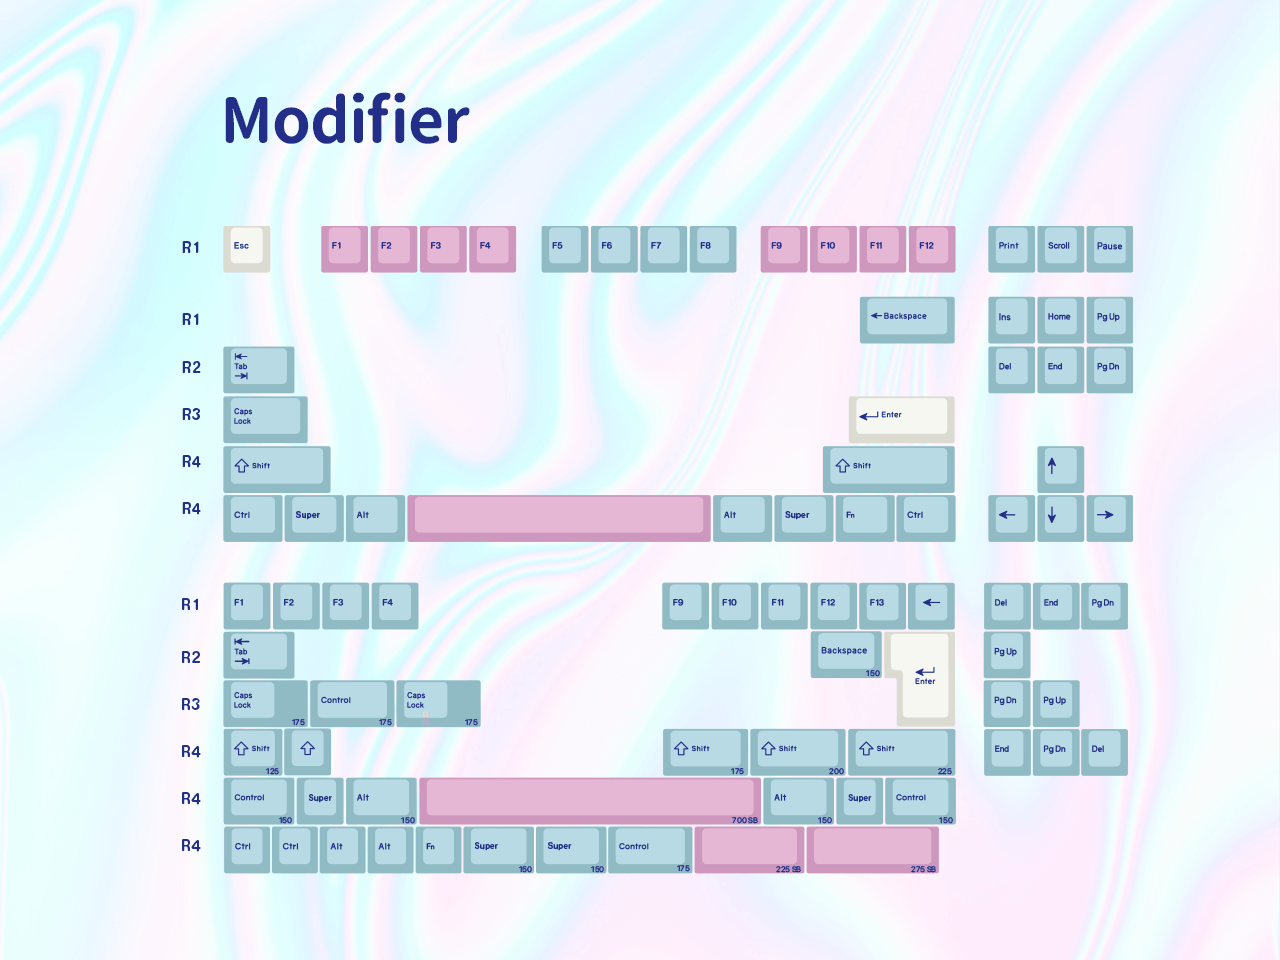 Modifier
R1 Esc F1 F2 F3 F4 F5 F6 F7 F8 F9 F10 F11 F12 Print Scroll Pause
R1 ← Backspace Ins Home Pg Up
R2 ⇤ Tab ⇥ Del End Pg Dn
R3 Caps Lock ↵ Enter
R4 ⇧ Shift ⇧ Shift ↑
R4 Ctrl Super Alt Alt Super Fn Ctrl ← ↓ →
R1 F1 F2 F3 F4 F9 F10 F11 F12 F13 ← Del End Pg Dn
R2 ⇤ Tab ⇥ Backspace 150 ↵ Enter Pg Up
R3 Caps Lock 175 Control 175 Caps Lock 175 Pg Dn Pg Up
R4 ⇧ Shift 125 ⇧ ⇧ Shift 175 ⇧ Shift 200 ⇧ Shift 225 End Pg Dn Del
R4 Control 150 Super Alt 150 700 SB Alt 150 Super Control 150
R4 Ctrl Ctrl Alt Alt Fn Super 150 Super 150 Control 175 225 SB 275 SB